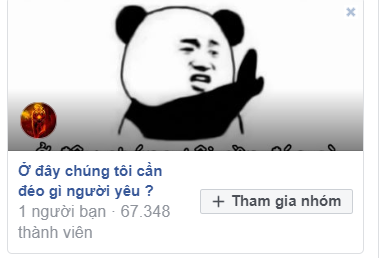 Ở đây chúng tôi cần
đéo gì người yêu ?
1 người bạn · 67.348
thành viên
+ Tham gia nhóm